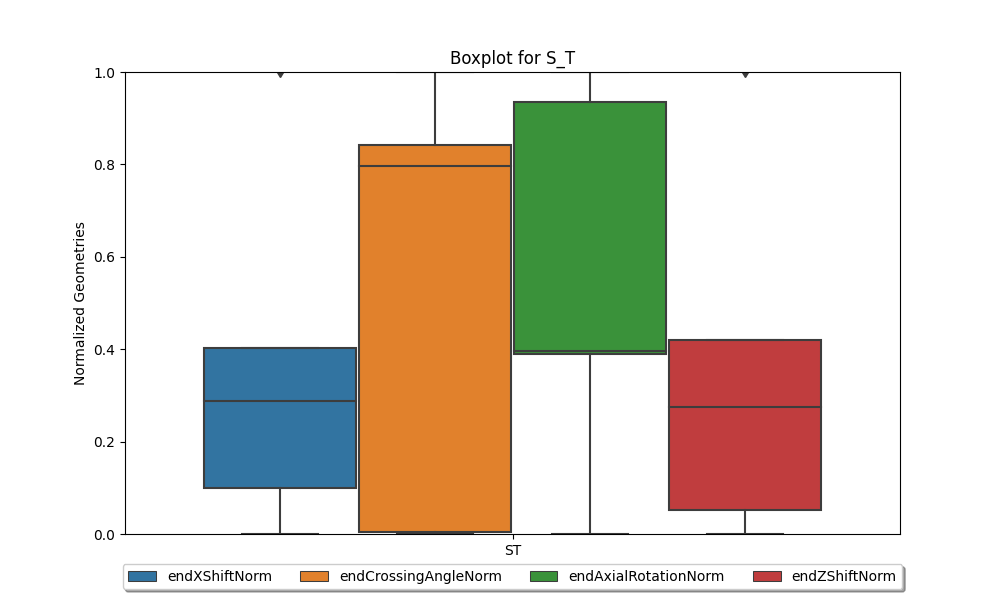 Boxplot for S_T
1.0
0.8
0.6
0.4
0.2
0.0
Normalized Geometries
ST
endXShiftNorm endCrossingAngleNorm endAxialRotationNorm endZShiftNorm